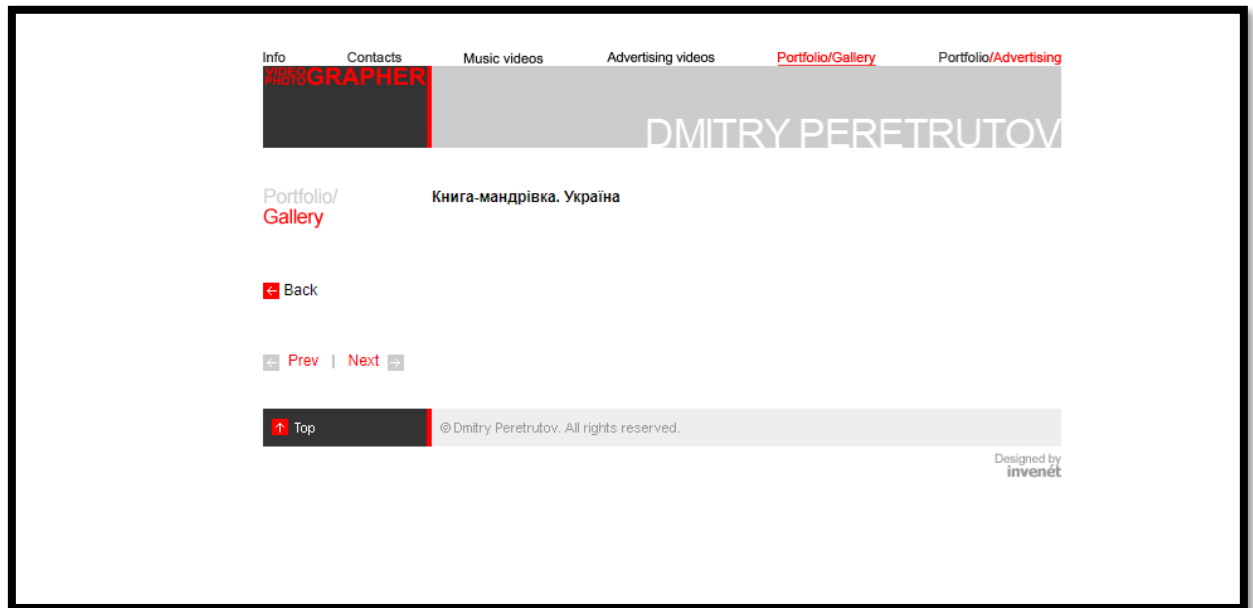 Info Contacts Music videos Advertising videos Portfolio/Gallery Portfolio/Advertising
VIDEO
PHOTO GRAPHER
DMITRY PERETRUTOV
Portfolio/
Gallery
Книга-мандрівка. Україна
Back
Prev | Next
Top
© Dmitry Peretrutov. All rights reserved.
Designed by
invenét